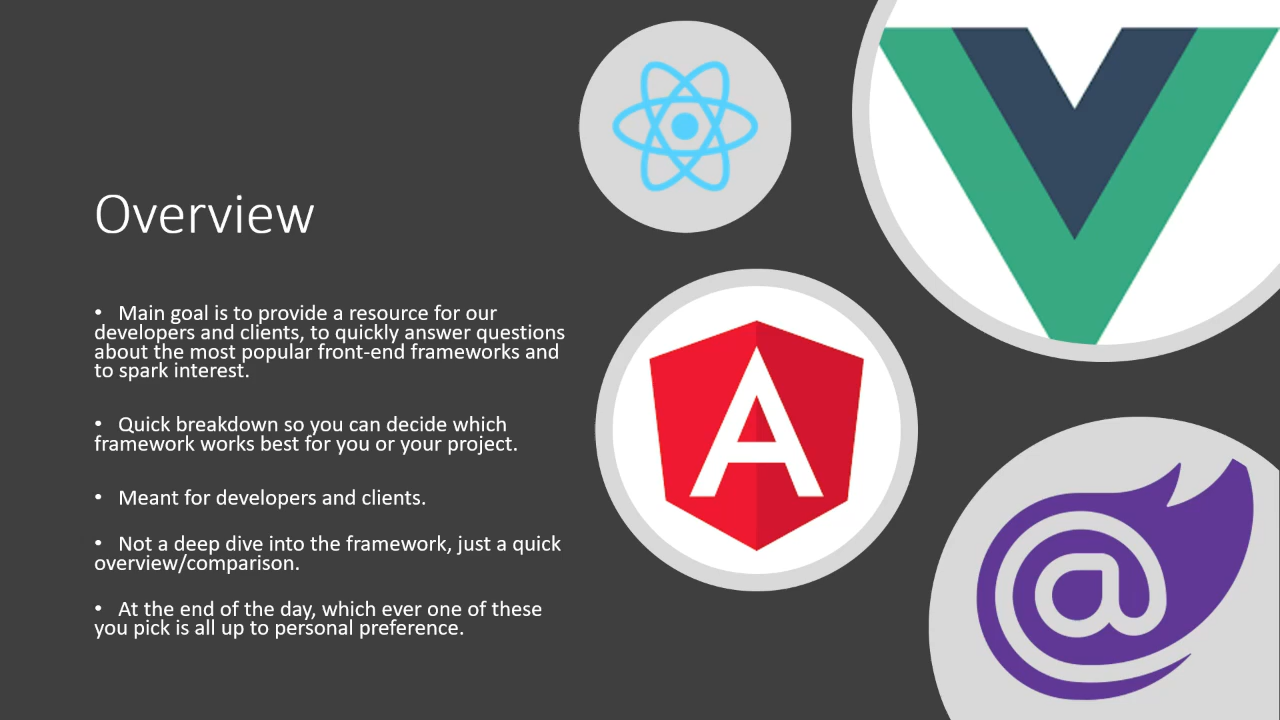 Overview
• Main goal is to provide a resource for our
developers and clients, to quickly answer questions
about the most popular front-end frameworks and
to spark interest.
• Quick breakdown so you can decide which
framework works best for you or your project.
• Meant for developers and clients.
• Not a deep dive into the framework, just a quick
overview/comparison.
• At the end of the day, which ever one of these
you pick is all up to personal preference.